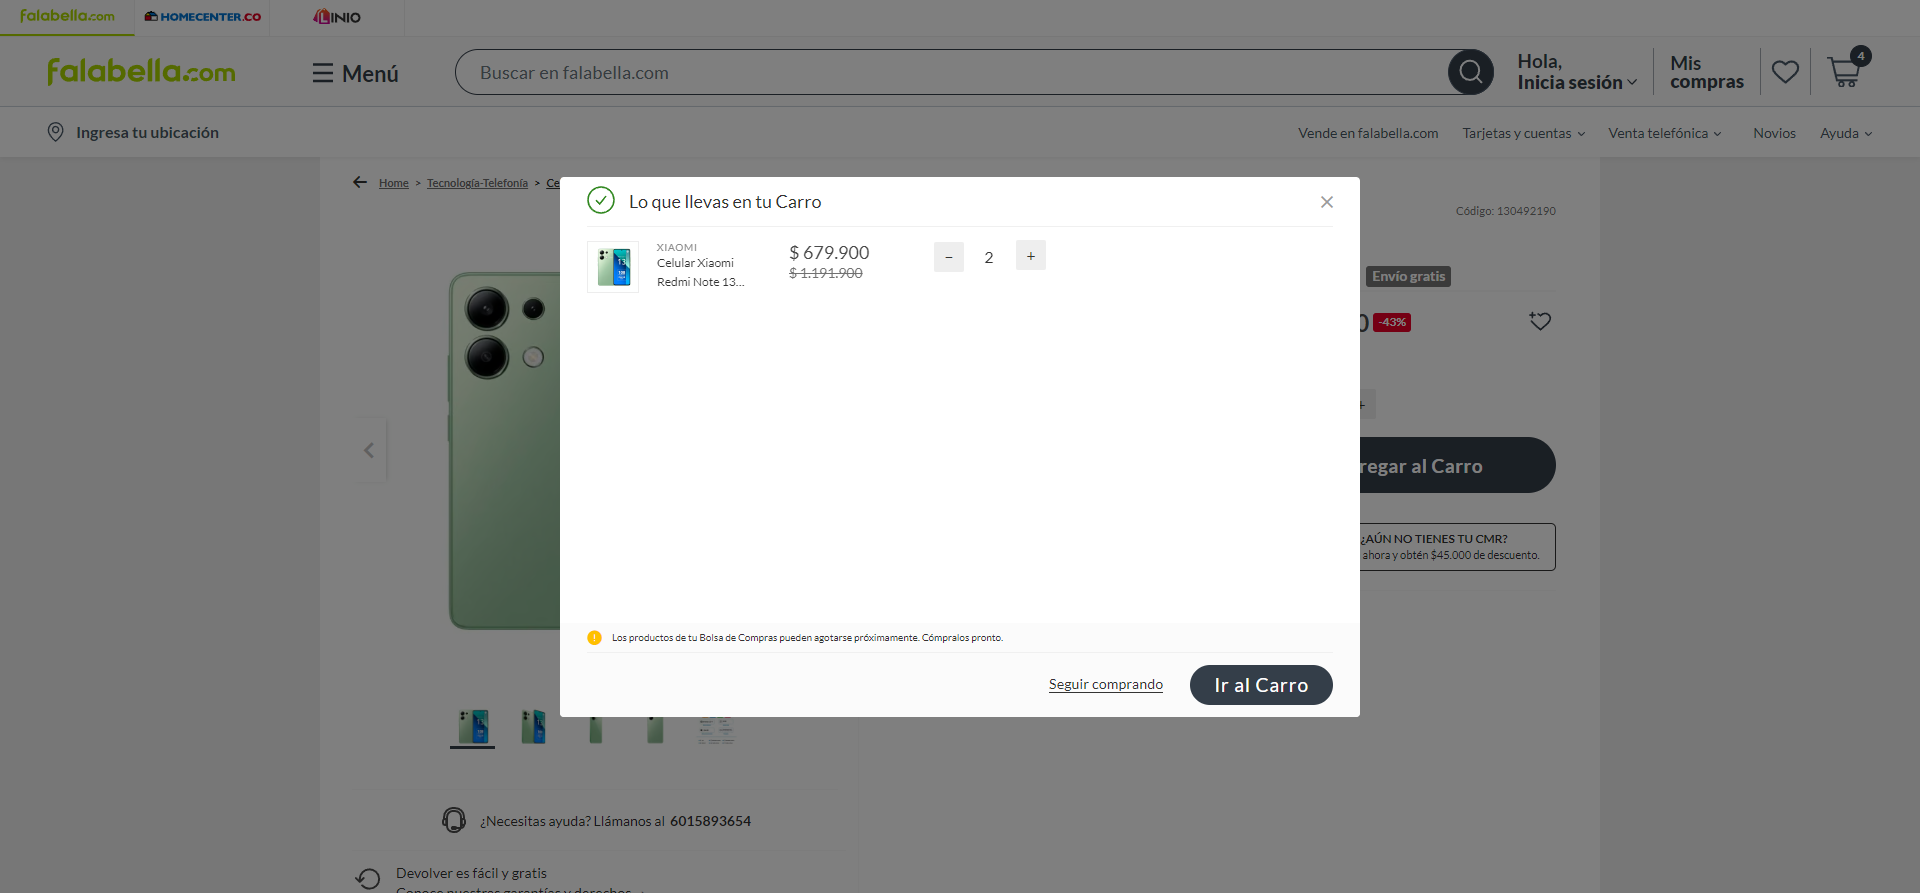 falabella.com
HOMECENTER.CO
LINIO
falabella.com
Menú
Buscar en falabella.com
Hola,
Inicia sesión
Mis
compras
4
Ingresa tu ubicación
Vende en falabella.com
Tarjetas y cuentas
Venta telefónica
Novios
Ayuda
Home > Tecnología-Telefonía > Ce
Código: 130492190
Lo que llevas en tu Carro
XIAOMI
Celular Xiaomi
Redmi Note 13...
$ 679.900
$ 1.191.900
− 2 +
Envío gratis
0 -43%
+
regar al Carro
¿AÚN NO TIENES TU CMR?
ahora y obtén $45.000 de descuento.
Los productos de tu Bolsa de Compras pueden agotarse próximamente. Cómpralos pronto.
Seguir comprando
Ir al Carro
¿Necesitas ayuda? Llámanos al 6015893654
Devolver es fácil y gratis
Conoce nuestras garantías y derechos